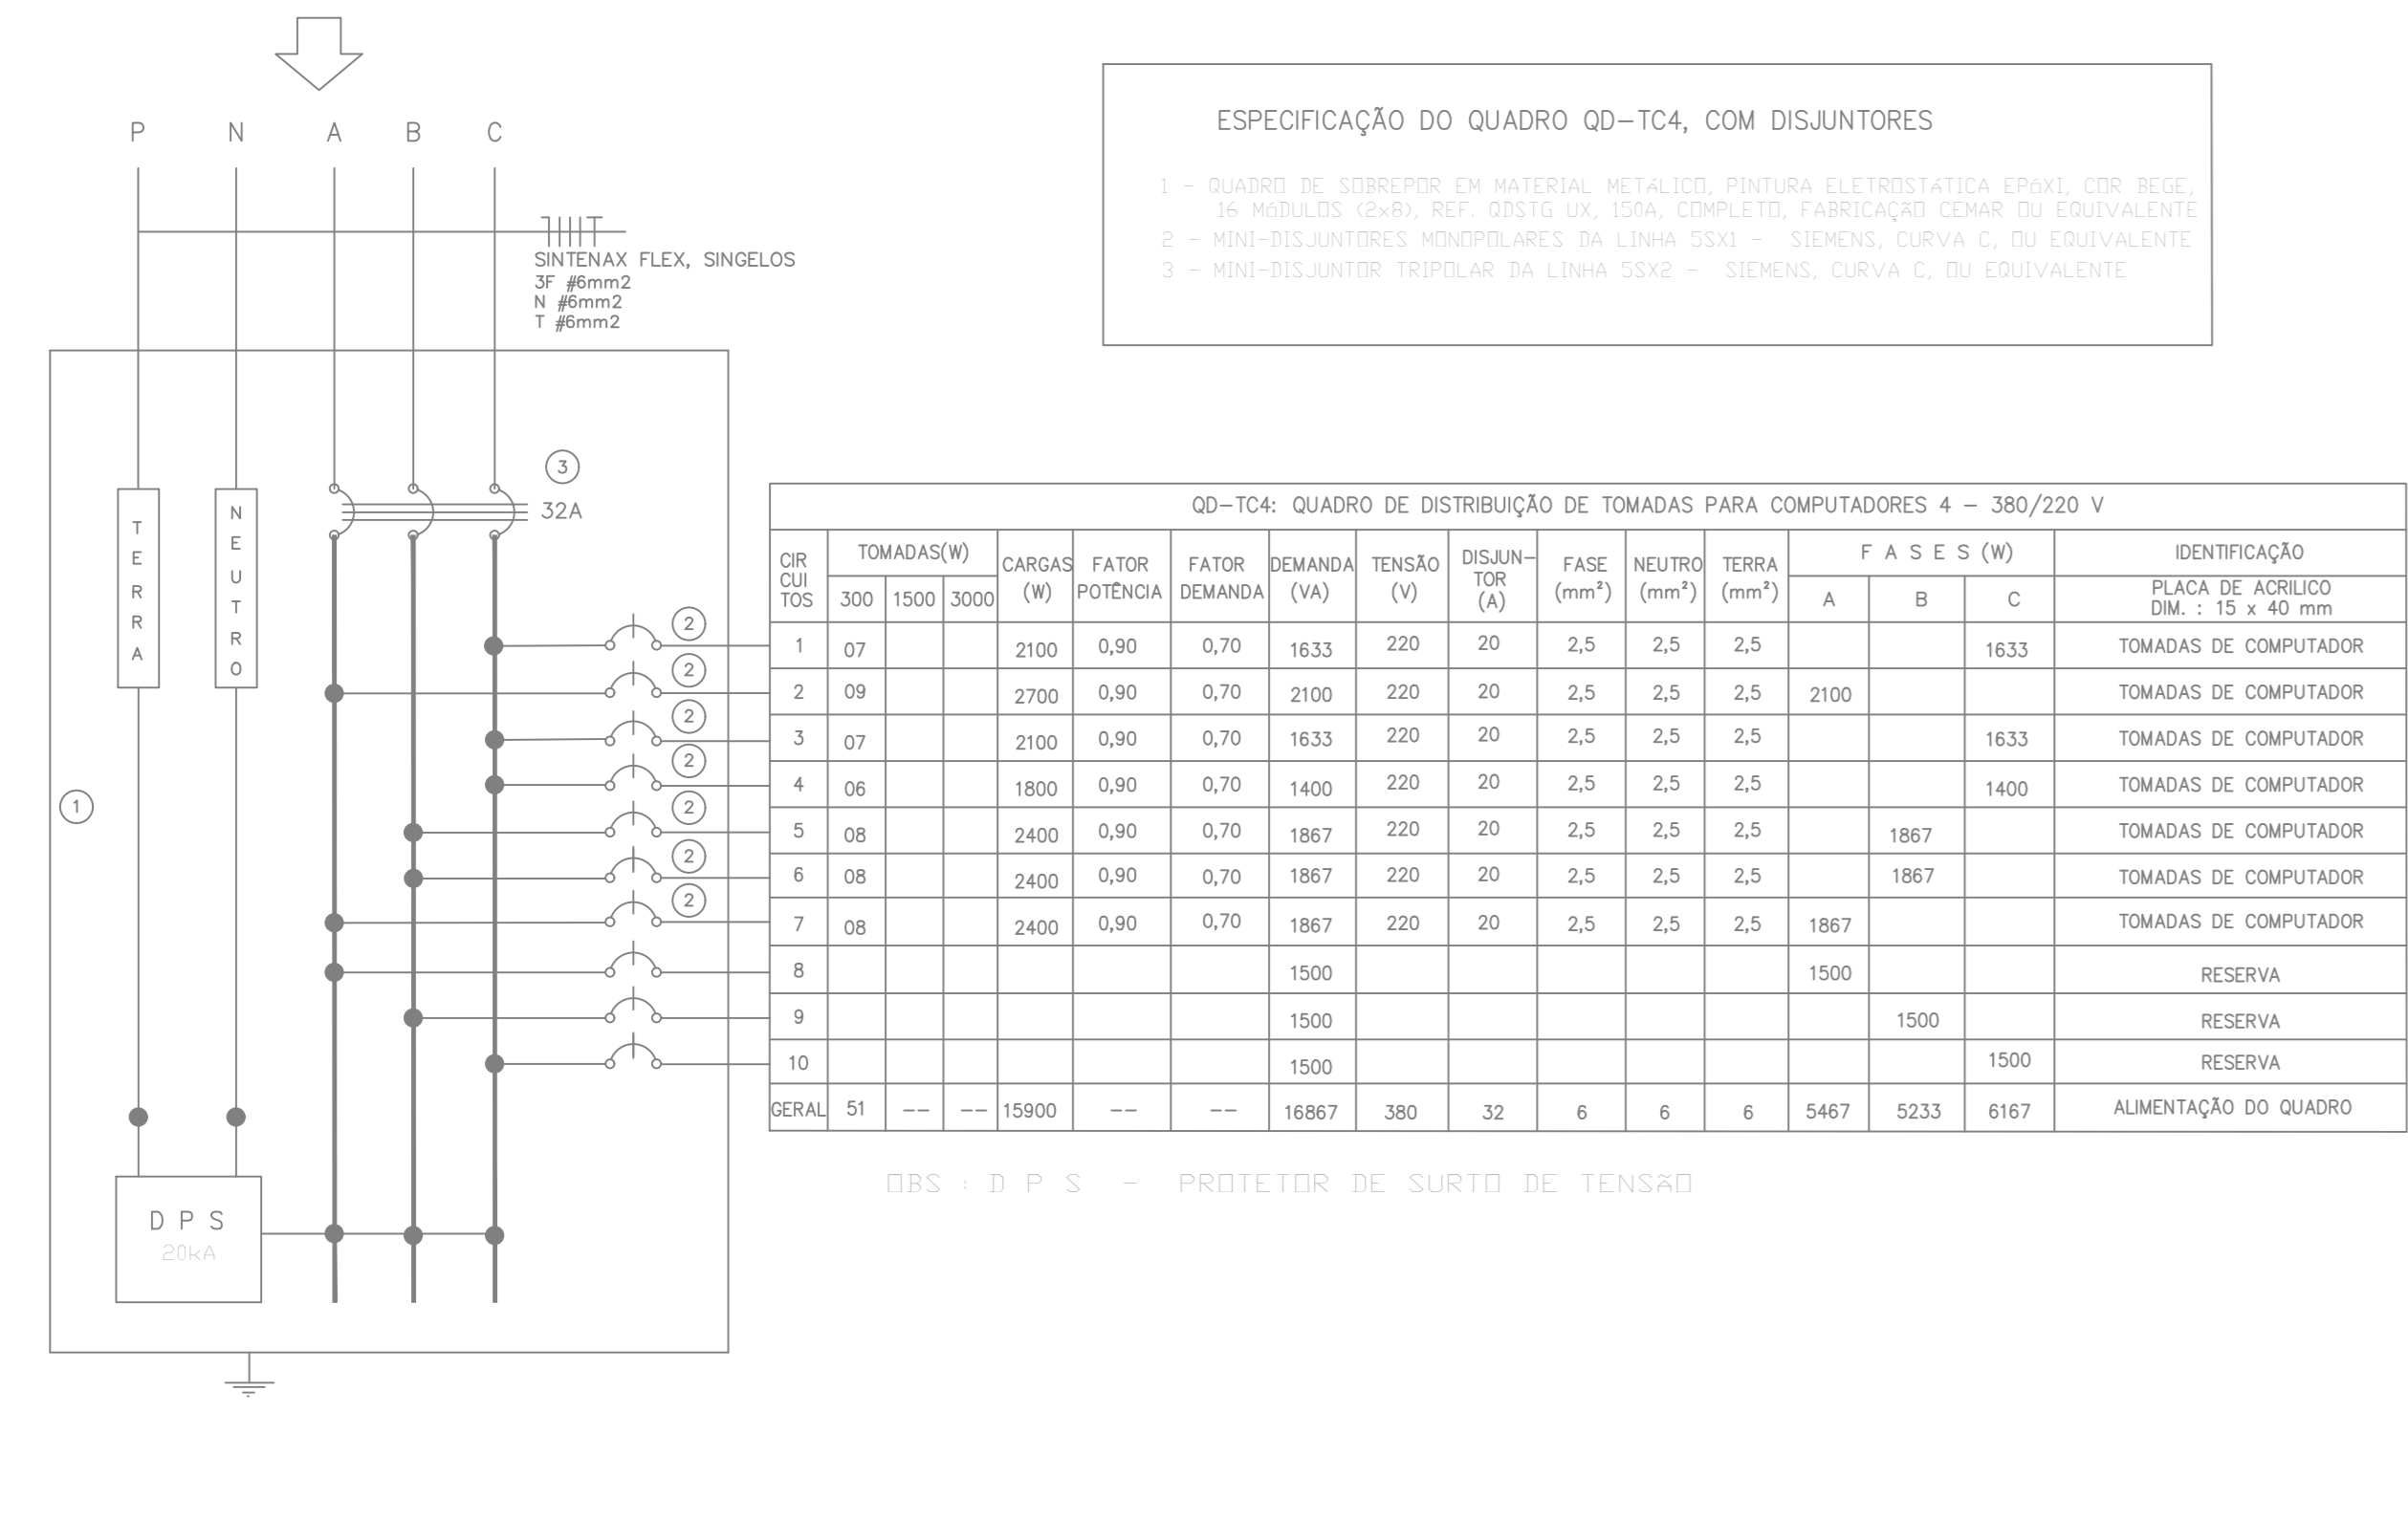 P N A B C
SINTENAX FLEX, SINGELOS
3F #6mm2
N #6mm2
T #6mm2
ESPECIFICAÇÃO DO QUADRO QD-TC4, COM DISJUNTORES
1 - QUADRO DE SOBREPOR EM MATERIAL METáLICO, PINTURA ELETROSTáTICA EPóXI, COR BEGE,
16 MóDULOS (2x8), REF. QDSTG UX, 150A, COMPLETO, FABRICAÇãO CEMAR OU EQUIVALENTE
2 - MINI-DISJUNTORES MONOPOLARES DA LINHA 5SX1 - SIEMENS, CURVA C, OU EQUIVALENTE
3 - MINI-DISJUNTOR TRIPOLAR DA LINHA 5SX2 - SIEMENS, CURVA C, OU EQUIVALENTE
3
32A
TERRA
NEUTRO
1
2
2
2
2
2
2
2
D P S
20kA
QD-TC4: QUADRO DE DISTRIBUIÇÃO DE TOMADAS PARA COMPUTADORES 4 - 380/220 V
CIR CUI TOS TOMADAS(W) CARGAS (W) FATOR POTÊNCIA FATOR DEMANDA DEMANDA (VA) TENSÃO (V) DISJUN-TOR (A) FASE (mm²) NEUTRO (mm²) TERRA (mm²) F A S E S (W) IDENTIFICAÇÃO
300 1500 3000 A B C PLACA DE ACRILICO
DIM. : 15 x 40 mm
1 07 2100 0,90 0,70 1633 220 20 2,5 2,5 2,5 1633 TOMADAS DE COMPUTADOR
2 09 2700 0,90 0,70 2100 220 20 2,5 2,5 2,5 2100 TOMADAS DE COMPUTADOR
3 07 2100 0,90 0,70 1633 220 20 2,5 2,5 2,5 1633 TOMADAS DE COMPUTADOR
4 06 1800 0,90 0,70 1400 220 20 2,5 2,5 2,5 1400 TOMADAS DE COMPUTADOR
5 08 2400 0,90 0,70 1867 220 20 2,5 2,5 2,5 1867 TOMADAS DE COMPUTADOR
6 08 2400 0,90 0,70 1867 220 20 2,5 2,5 2,5 1867 TOMADAS DE COMPUTADOR
7 08 2400 0,90 0,70 1867 220 20 2,5 2,5 2,5 1867 TOMADAS DE COMPUTADOR
8 1500 1500 RESERVA
9 1500 1500 RESERVA
10 1500 1500 RESERVA
GERAL 51 -- -- 15900 -- -- 16867 380 32 6 6 6 5467 5233 6167 ALIMENTAÇÃO DO QUADRO
OBS : D P S - PROTETOR DE SURTO DE TENSãO